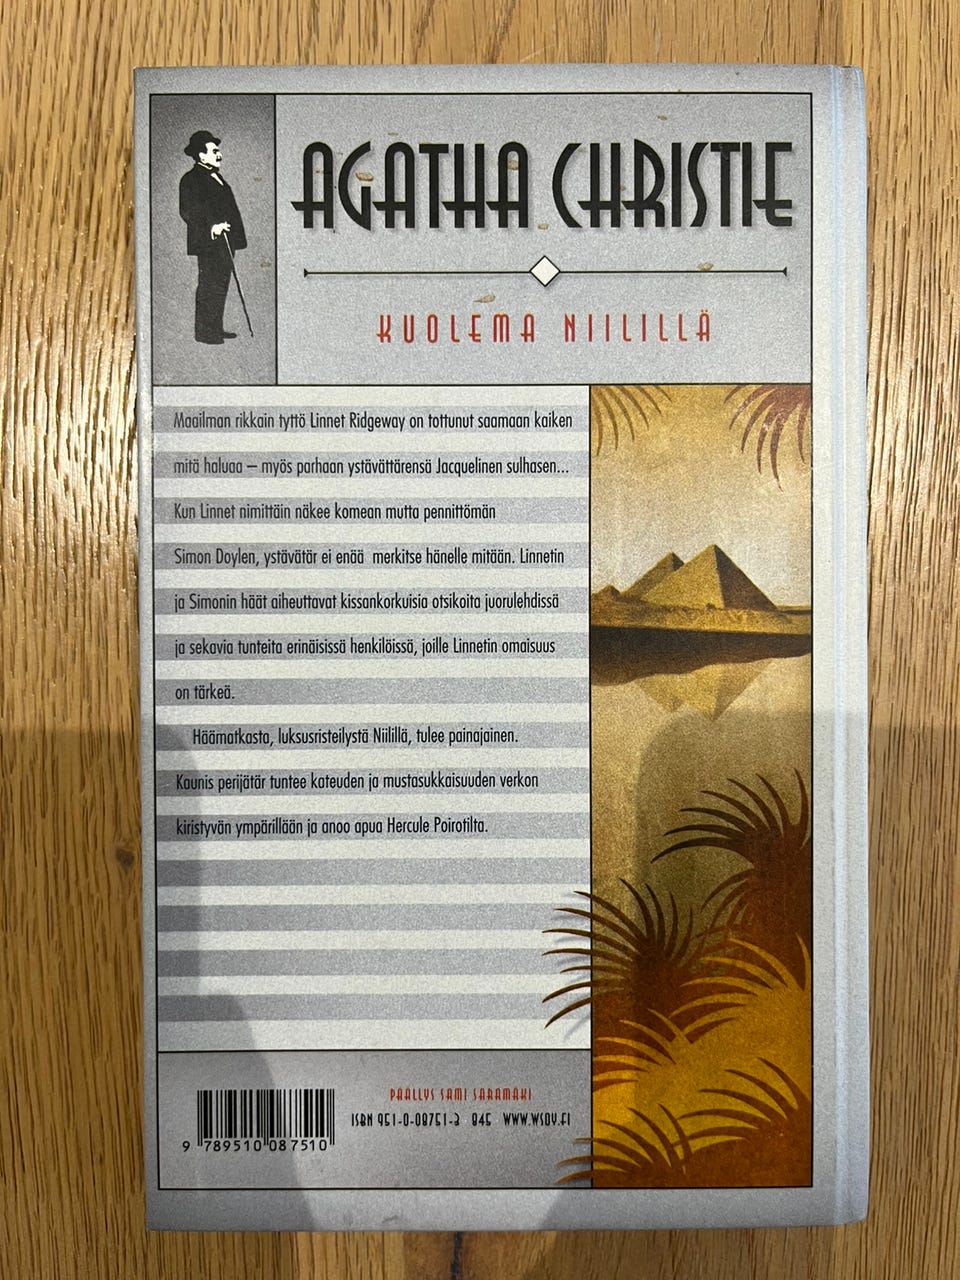 AGATHA CHRISTIE
KUOLEMA NIILILLÄ
Maailman rikkain tyttö Linnet Ridgeway on tottunut saamaan kaiken
mitä haluaa – myös parhaan ystävättärensä Jacquelinen sulhasen...
Kun Linnet nimittäin näkee komean mutta pennittömän
Simon Doylen, ystävätär ei enää merkitse hänelle mitään. Linnetin
ja Simonin häät aiheuttavat kissankorkuisia otsikoita juorulehdissä
ja sekavia tunteita erinäisissä henkilöissä, joille Linnetin omaisuus
on tärkeä.
Häämatkasta, luksusristeilystä Niilillä, tulee painajainen.
Kaunis perijätär tuntee kateuden ja mustasukkaisuuden verkon
kiristyvän ympärillään ja anoo apua Hercule Poirotilta.
PÄÄLLYS SAMI SARAMÄKI
ISBN 951-0-08751-3 845 WWW.WSOY.FI
9 789510 087510